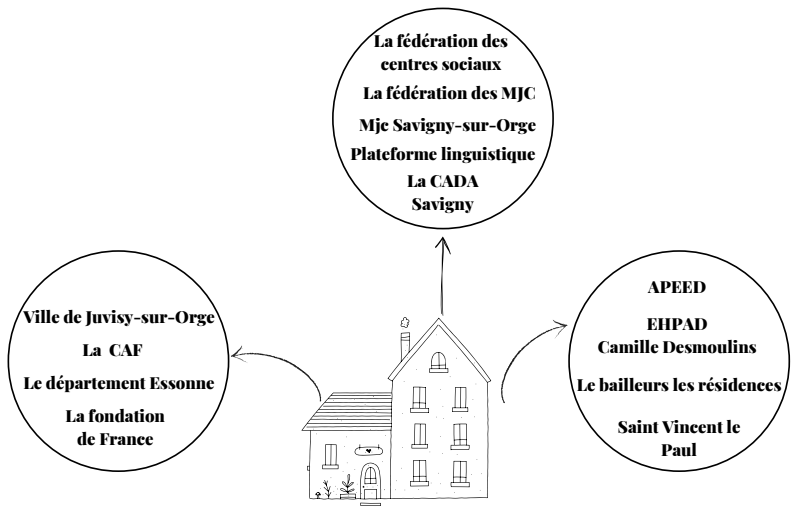 La fédération des
centres sociaux
La fédération des MJC
Mjc Savigny-sur-Orge
Plateforme linguistique
La CADA
Savigny
Ville de Juvisy-sur-Orge
La CAF
Le département Essonne
La fondation
de France
APEED
EHPAD
Camille Desmoulins
Le bailleurs les résidences
Saint Vincent le
Paul